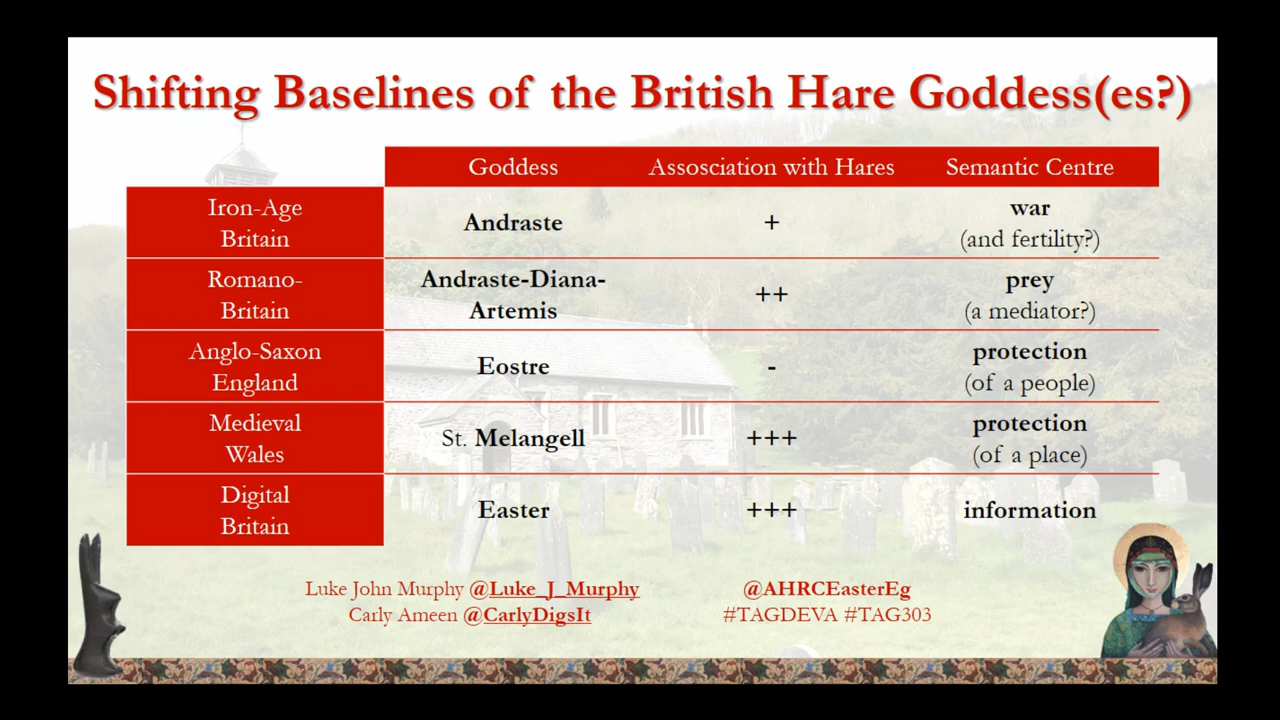 Shifting Baselines of the British Hare Goddess(es?)
Goddess Assosciation with Hares Semantic Centre
Iron-Age
Britain
Andraste
+
war
(and fertility?)
Romano-
Britain
Andraste-Diana-
Artemis
++
prey
(a mediator?)
Anglo-Saxon
England
Eostre
-
protection
(of a people)
Medieval
Wales
St. Melangell
+++
protection
(of a place)
Digital
Britain
Easter
+++
information
Luke John Murphy @Luke_J_Murphy
Carly Ameen @CarlyDigsIt
@AHRCEasterEg
#TAGDEVA #TAG303